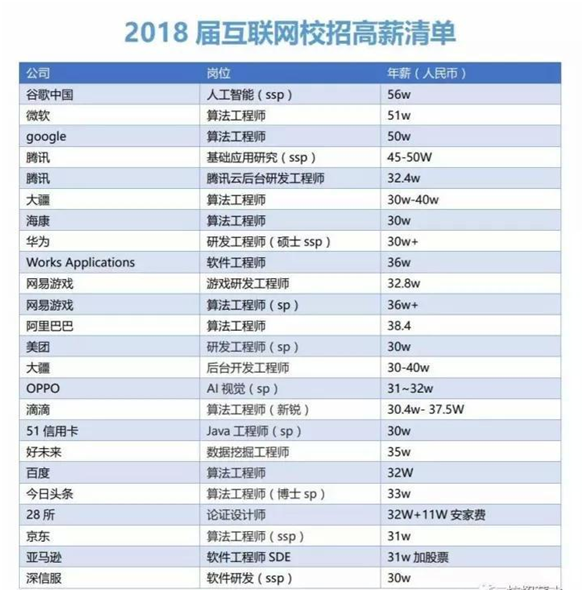 2018 届互联网校招高薪清单
公司 岗位 年薪（人民币）
谷歌中国 人工智能（ssp） 56w
微软 算法工程师 51w
google 算法工程师 50w
腾讯 基础应用研究（ssp） 45-50W
腾讯 腾讯云后台研发工程师 32.4w
大疆 算法工程师 30w-40w
海康 算法工程师 30w
华为 研发工程师（硕士 ssp） 30w+
Works Applications 软件工程师 36w
网易游戏 游戏研发工程师 32.8w
网易游戏 算法工程师（sp） 36w+
阿里巴巴 算法工程师 38.4
美团 研发工程师（sp） 30w
大疆 后台开发工程师 30-40w
OPPO AI 视觉（sp） 31~32w
滴滴 算法工程师（新锐） 30.4w- 37.5W
51 信用卡 Java 工程师（sp） 30w
好未来 数据挖掘工程师 35w
百度 算法工程师 32W
今日头条 算法工程师（博士 sp） 33w
28 所 论证设计师 32W+11W 安家费
京东 算法工程师（ssp） 31w
亚马逊 软件工程师 SDE 31w 加股票
深信服 软件研发（ssp） 30w